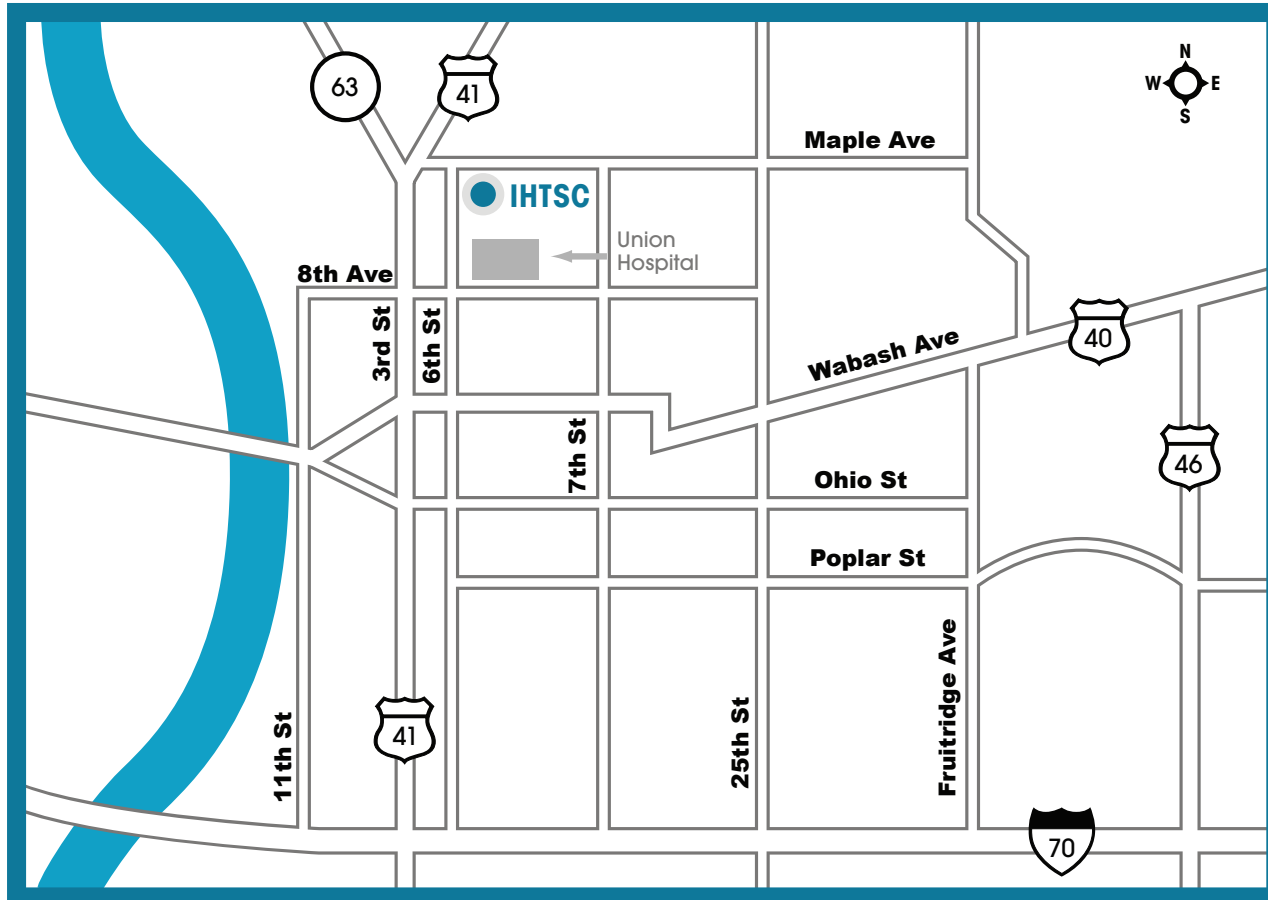 N
W
E
S
63
41
Maple Ave
IHTSC
Union
Hospital
8th Ave
3rd St
6th St
Wabash Ave
40
7th St
Ohio St
46
Poplar St
11th St
41
25th St
Fruitridge Ave
70